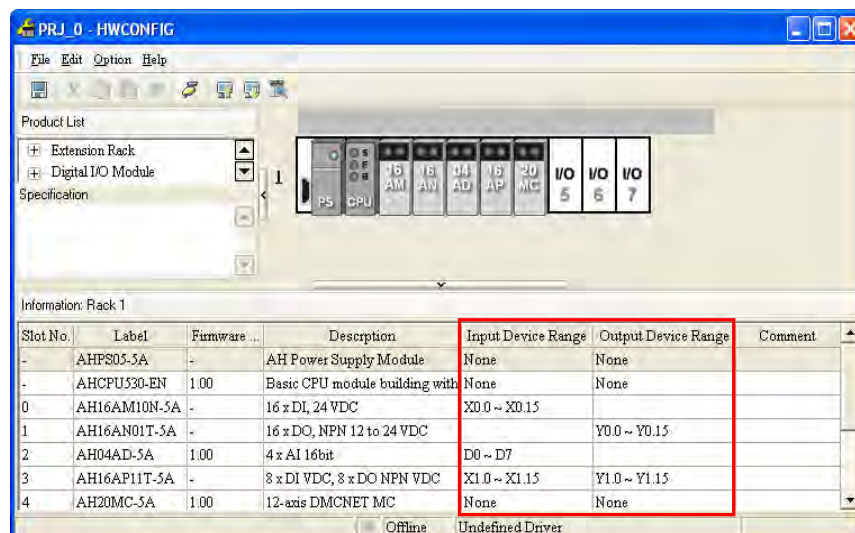 PRJ_0 - HWCONFIG
File Edit Option Help
Product List
Extension Rack
Digital I/O Module
Specification
1
PS CPU 16 AM 16 AN 04 AD 16 AP 20 MC I/O 5 I/O 6 I/O 7
Information: Rack 1
Slot No. Label Firmware ... Description Input Device Range Output Device Range Comment
- AHPS05-5A - AH Power Supply Module None None
- AHCPU530-EN 1.00 Basic CPU module building with None None
0 AH16AM10N-5A - 16 x DI, 24 VDC X0.0 ~ X0.15
1 AH16AN01T-5A - 16 x DO, NPN 12 to 24 VDC Y0.0 ~ Y0.15
2 AH04AD-5A 1.00 4 x AI 16bit D0 ~ D7
3 AH16AP11T-5A - 8 x DI VDC, 8 x DO NPN VDC X1.0 ~ X1.15 Y1.0 ~ Y1.15
4 AH20MC-5A 1.00 12-axis DMCNET MC None None
Offline Undefined Driver